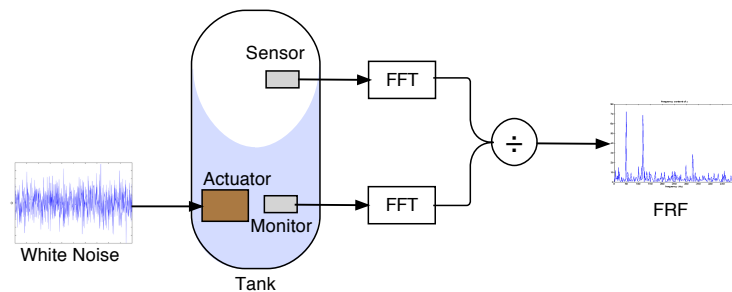 Sensor
FFT
÷
Actuator
Monitor
FFT
White Noise
Tank
FRF